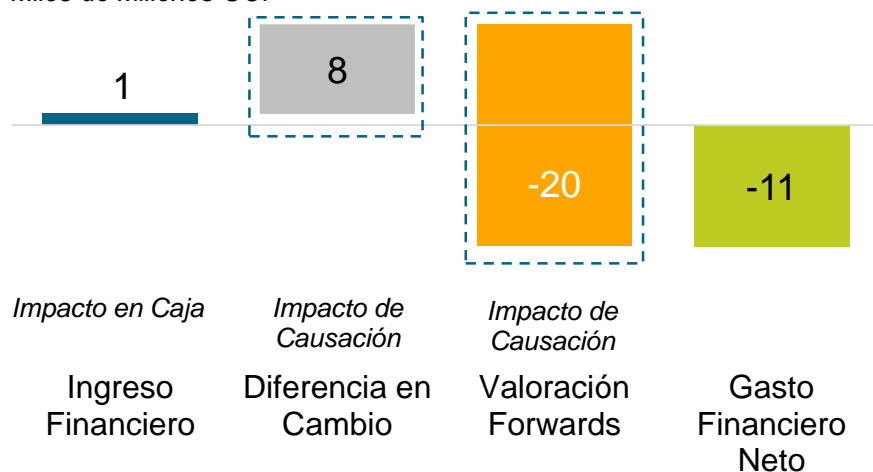 1
8
-20
-11
Impacto en Caja
Impacto de
Causación
Impacto de
Causación
Ingreso
Financiero
Diferencia en
Cambio
Valoración
Forwards
Gasto
Financiero
Neto